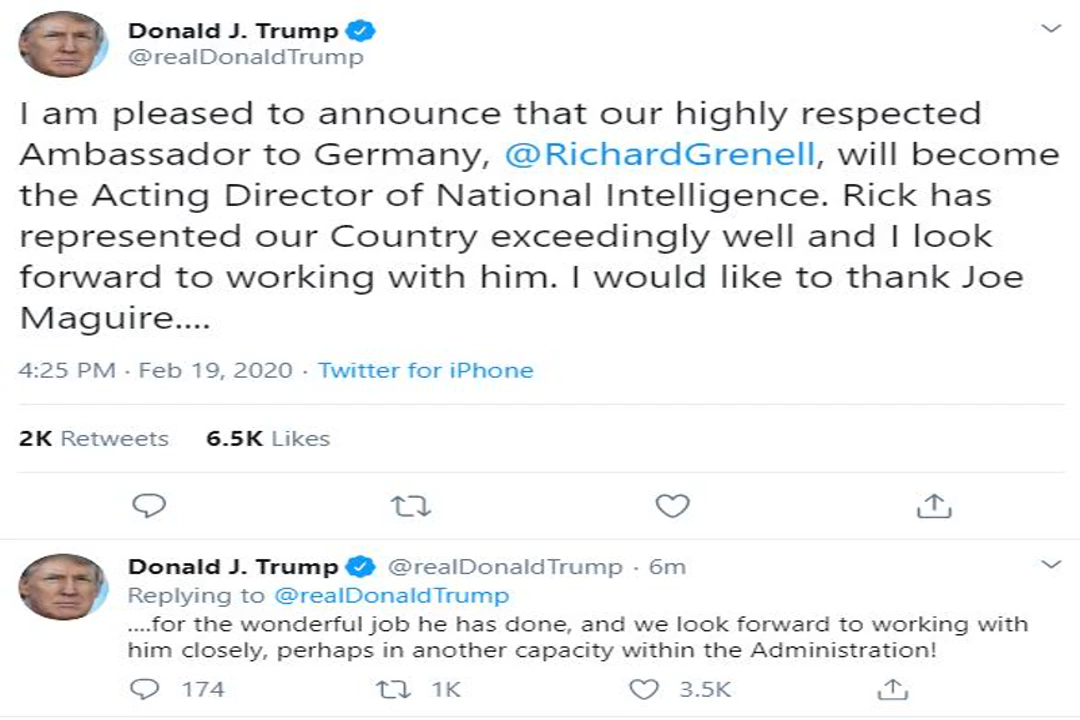 Donald J. Trump
@realDonaldTrump
I am pleased to announce that our highly respected
Ambassador to Germany, @RichardGrenell, will become
the Acting Director of National Intelligence. Rick has
represented our Country exceedingly well and I look
forward to working with him. I would like to thank Joe
Maguire....
4:25 PM · Feb 19, 2020 · Twitter for iPhone
2K Retweets 6.5K Likes
Donald J. Trump @realDonaldTrump · 6m
Replying to @realDonaldTrump
....for the wonderful job he has done, and we look forward to working with
him closely, perhaps in another capacity within the Administration!
174 1K 3.5K